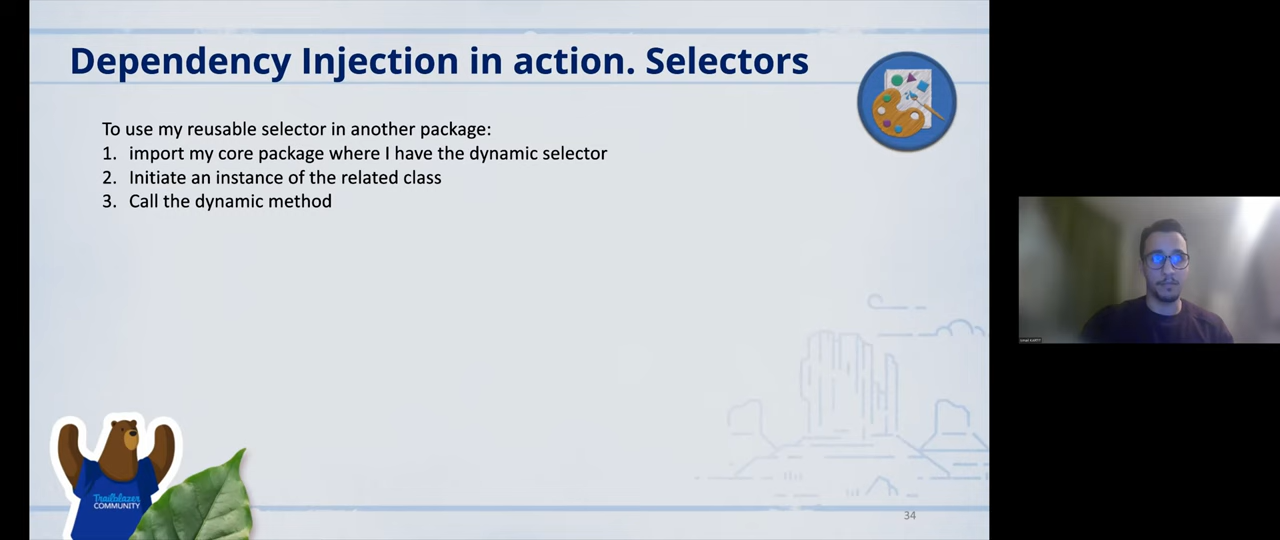 Dependency Injection in action. Selectors
To use my reusable selector in another package:
1. import my core package where I have the dynamic selector
2. Initiate an instance of the related class
3. Call the dynamic method
Trailblazer
COMMUNITY
34